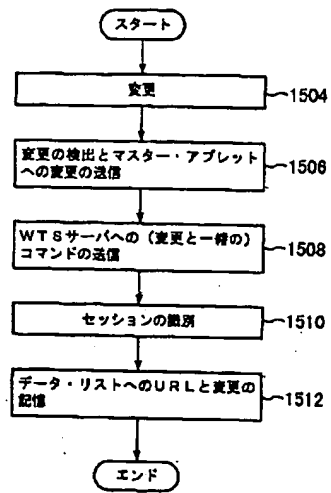 スタート
変更
1504
変更の検出とマスター・アプレット
への変更の送信
1506
WTSサーバへの(変更と一緒の)
コマンドの送信
1508
セッションの識別
1510
データ・リストへのURLと変更の
記憶
1512
エンド